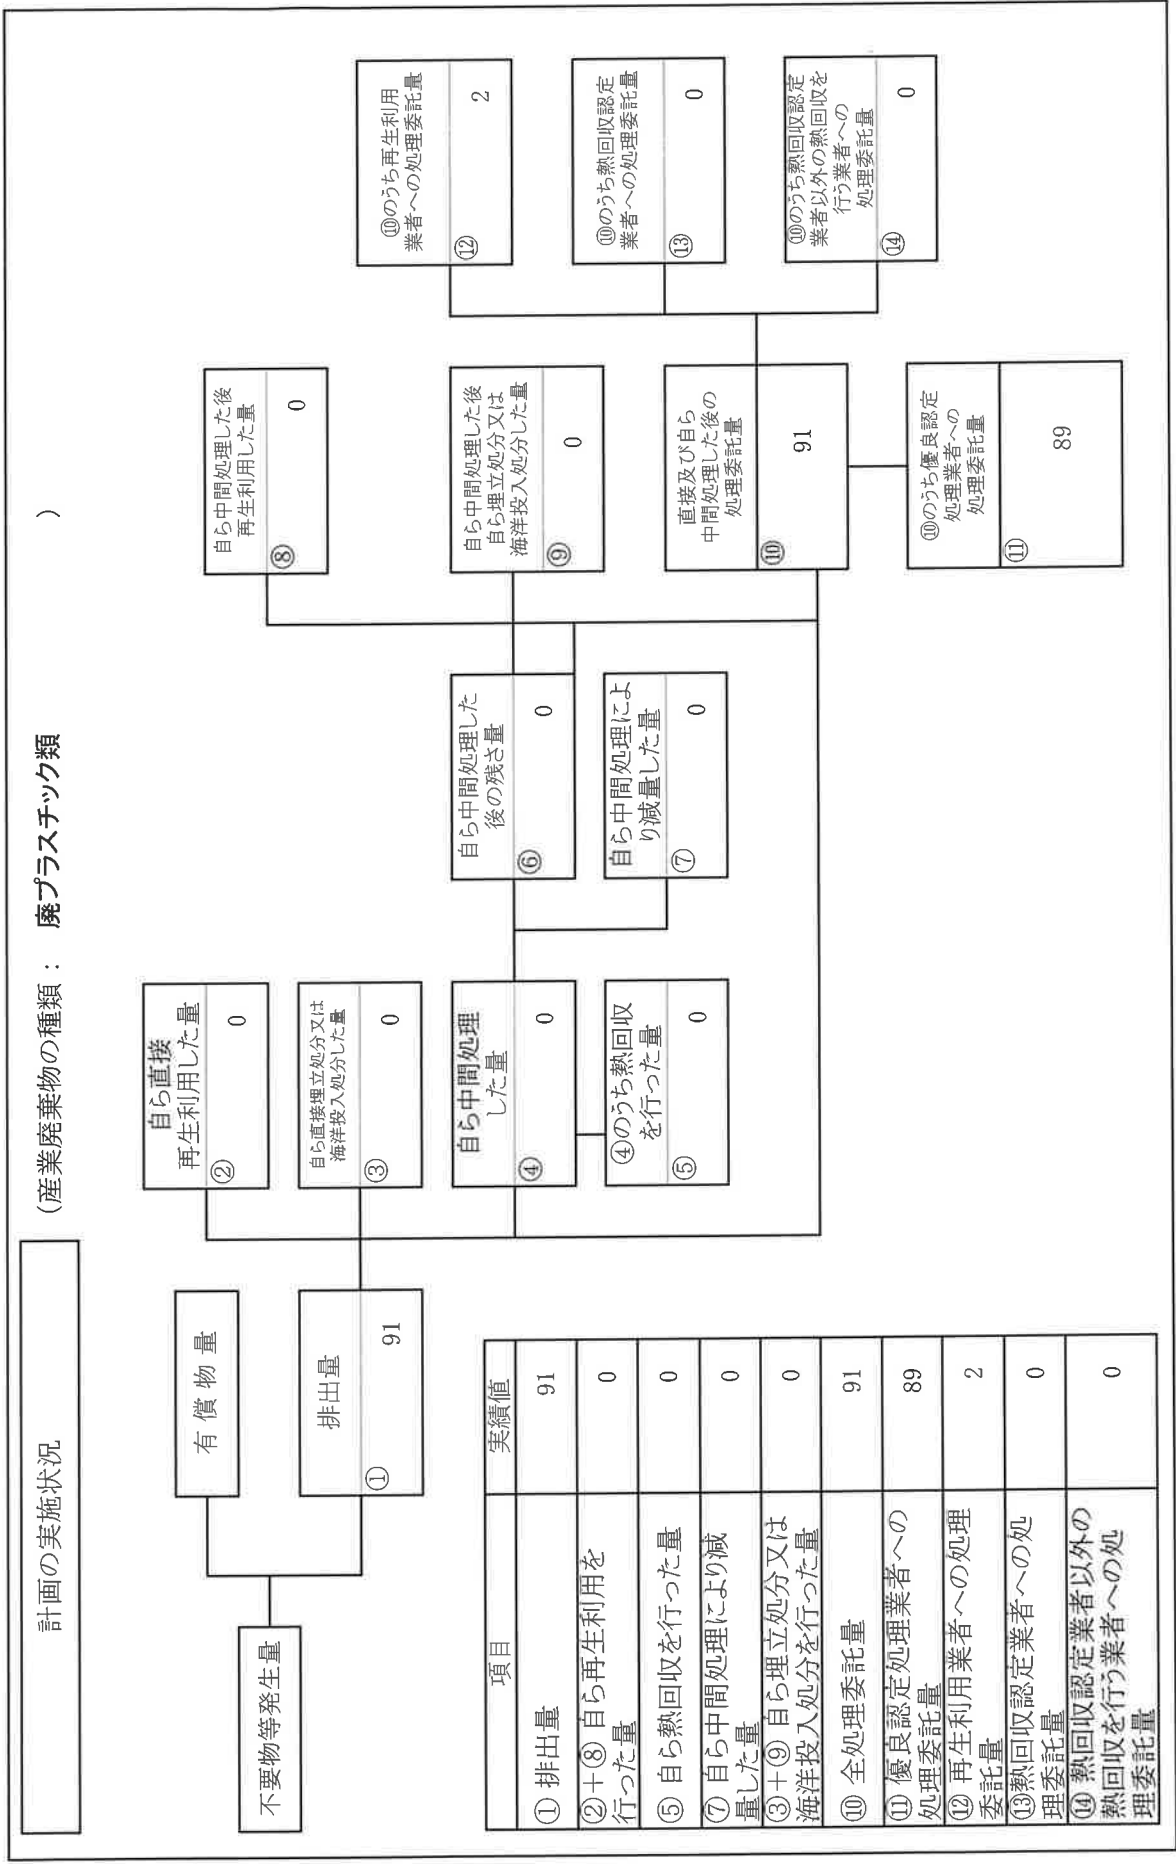 計画の実施状況
(産業廃棄物の種類： 廃プラスチック類 )
不要物等発生量
有 償 物 量
排出量
①
91
自ら直接
再生利用した量
②
0
自ら直接埋立処分又は
海洋投入処分した量
③
0
自ら中間処理
した量
④
0
④のうち熱回収
を行った量
⑤
0
自ら中間処理した
後の残さ量
⑥
0
自ら中間処理によ
り減量した量
⑦
0
自ら中間処理した後
再生利用した量
⑧
0
自ら中間処理した後
自ら埋立処分又は
海洋投入処分した量
⑨
0
直接及び自ら
中間処理した後の
処理委託量
⑩
91
⑩のうち優良認定
処理業者への
処理委託量
⑪
89
⑩のうち再生利用
業者への処理委託量
⑫
2
⑩のうち熱回収認定
業者への処理委託量
⑬
0
⑩のうち熱回収認定
業者以外の熱回収を
行う業者への
処理委託量
⑭
0
項目 実績値
① 排出量 91
②＋⑧ 自ら再生利用を
行った量 0
⑤ 自ら熱回収を行った量 0
⑦ 自ら中間処理により減
量した量 0
③＋⑨ 自ら埋立処分又は
海洋投入処分を行った量 0
⑩ 全処理委託量 91
⑪ 優良認定処理業者への
処理委託量 89
⑫ 再生利用業者への処理
委託量 2
⑬熱回収認定業者への処
理委託量 0
⑭ 熱回収認定業者以外の
熱回収を行う業者への処
理委託量 0